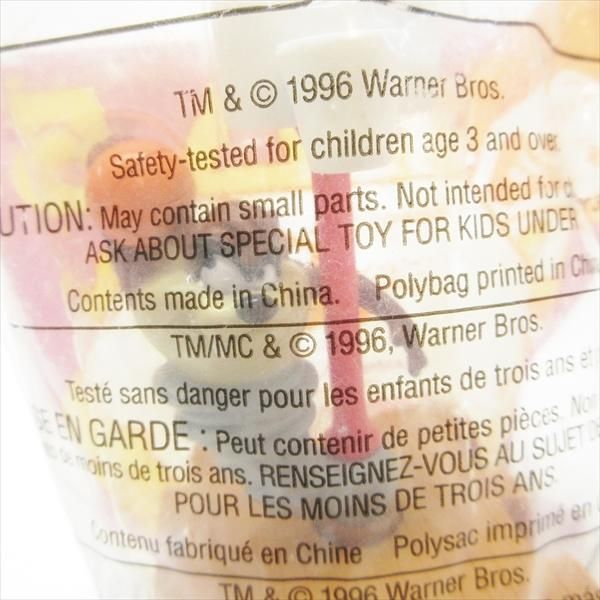 TM & © 1996 Warner Bros.
Safety-tested for children age 3 and over
UTION: May contain small parts. Not intended for
ASK ABOUT SPECIAL TOY FOR KIDS UNDER
Contents made in China. Polybag printed in Chi
TM/MC & © 1996, Warner Bros.
Testé sans danger pour les enfants de trois ans et
SE EN GARDE : Peut contenir de petites pièces. Non
moins de trois ans. RENSEIGNEZ-VOUS AU SUJET D
POUR LES MOINS DE TROIS ANS.
Contenu fabriqué en Chine Polysac imprimé en
TM & © 1996 Warner Bros.